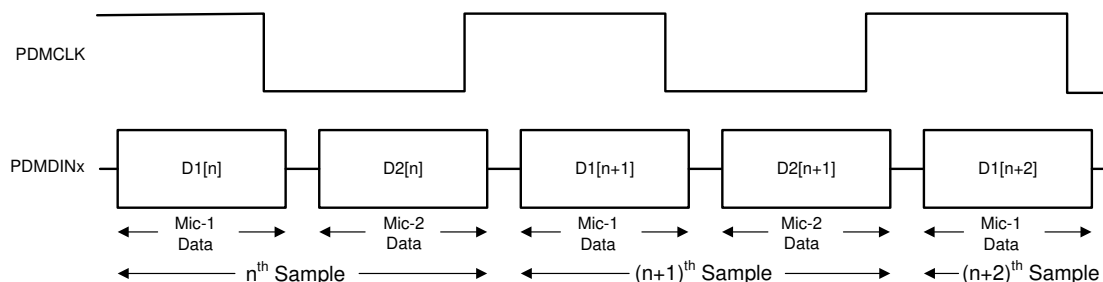 PDMCLK
PDMDINx
D1[n] D2[n] D1[n+1] D2[n+1] D1[n+2]
Mic-1 Data Mic-2 Data Mic-1 Data Mic-2 Data Mic-1 Data
nth Sample (n+1)th Sample (n+2)th Sample